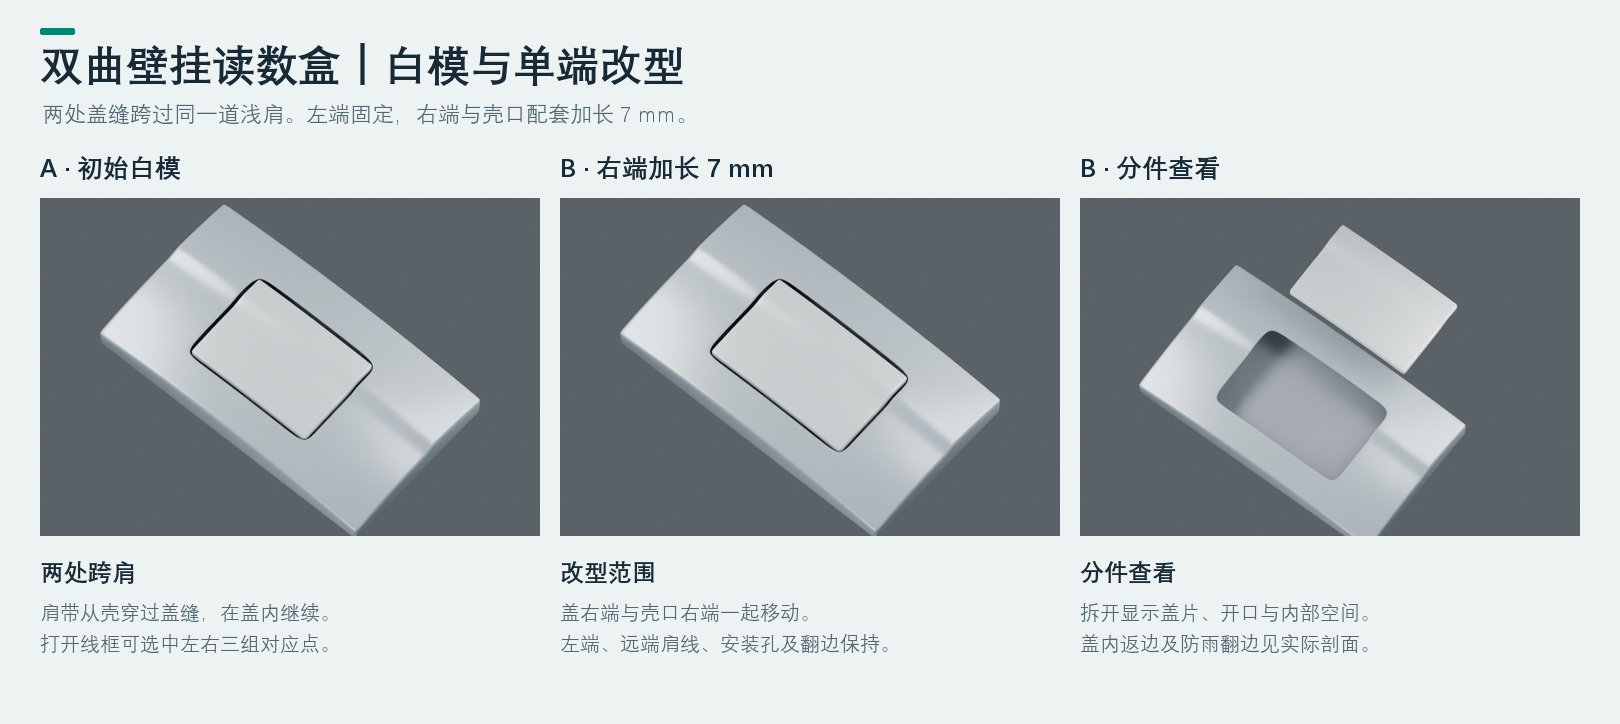 双曲壁挂读数盒｜白模与单端改型
两处盖缝跨过同一道浅肩。左端固定，右端与壳口配套加长 7 mm。
A · 初始白模
B · 右端加长 7 mm
B · 分件查看
两处跨肩
肩带从壳穿过盖缝，在盖内继续。
打开线框可选中左右三组对应点。
改型范围
盖右端与壳口右端一起移动。
左端、远端肩线、安装孔及翻边保持。
分件查看
拆开显示盖片、开口与内部空间。
盖内返边及防雨翻边见实际剖面。